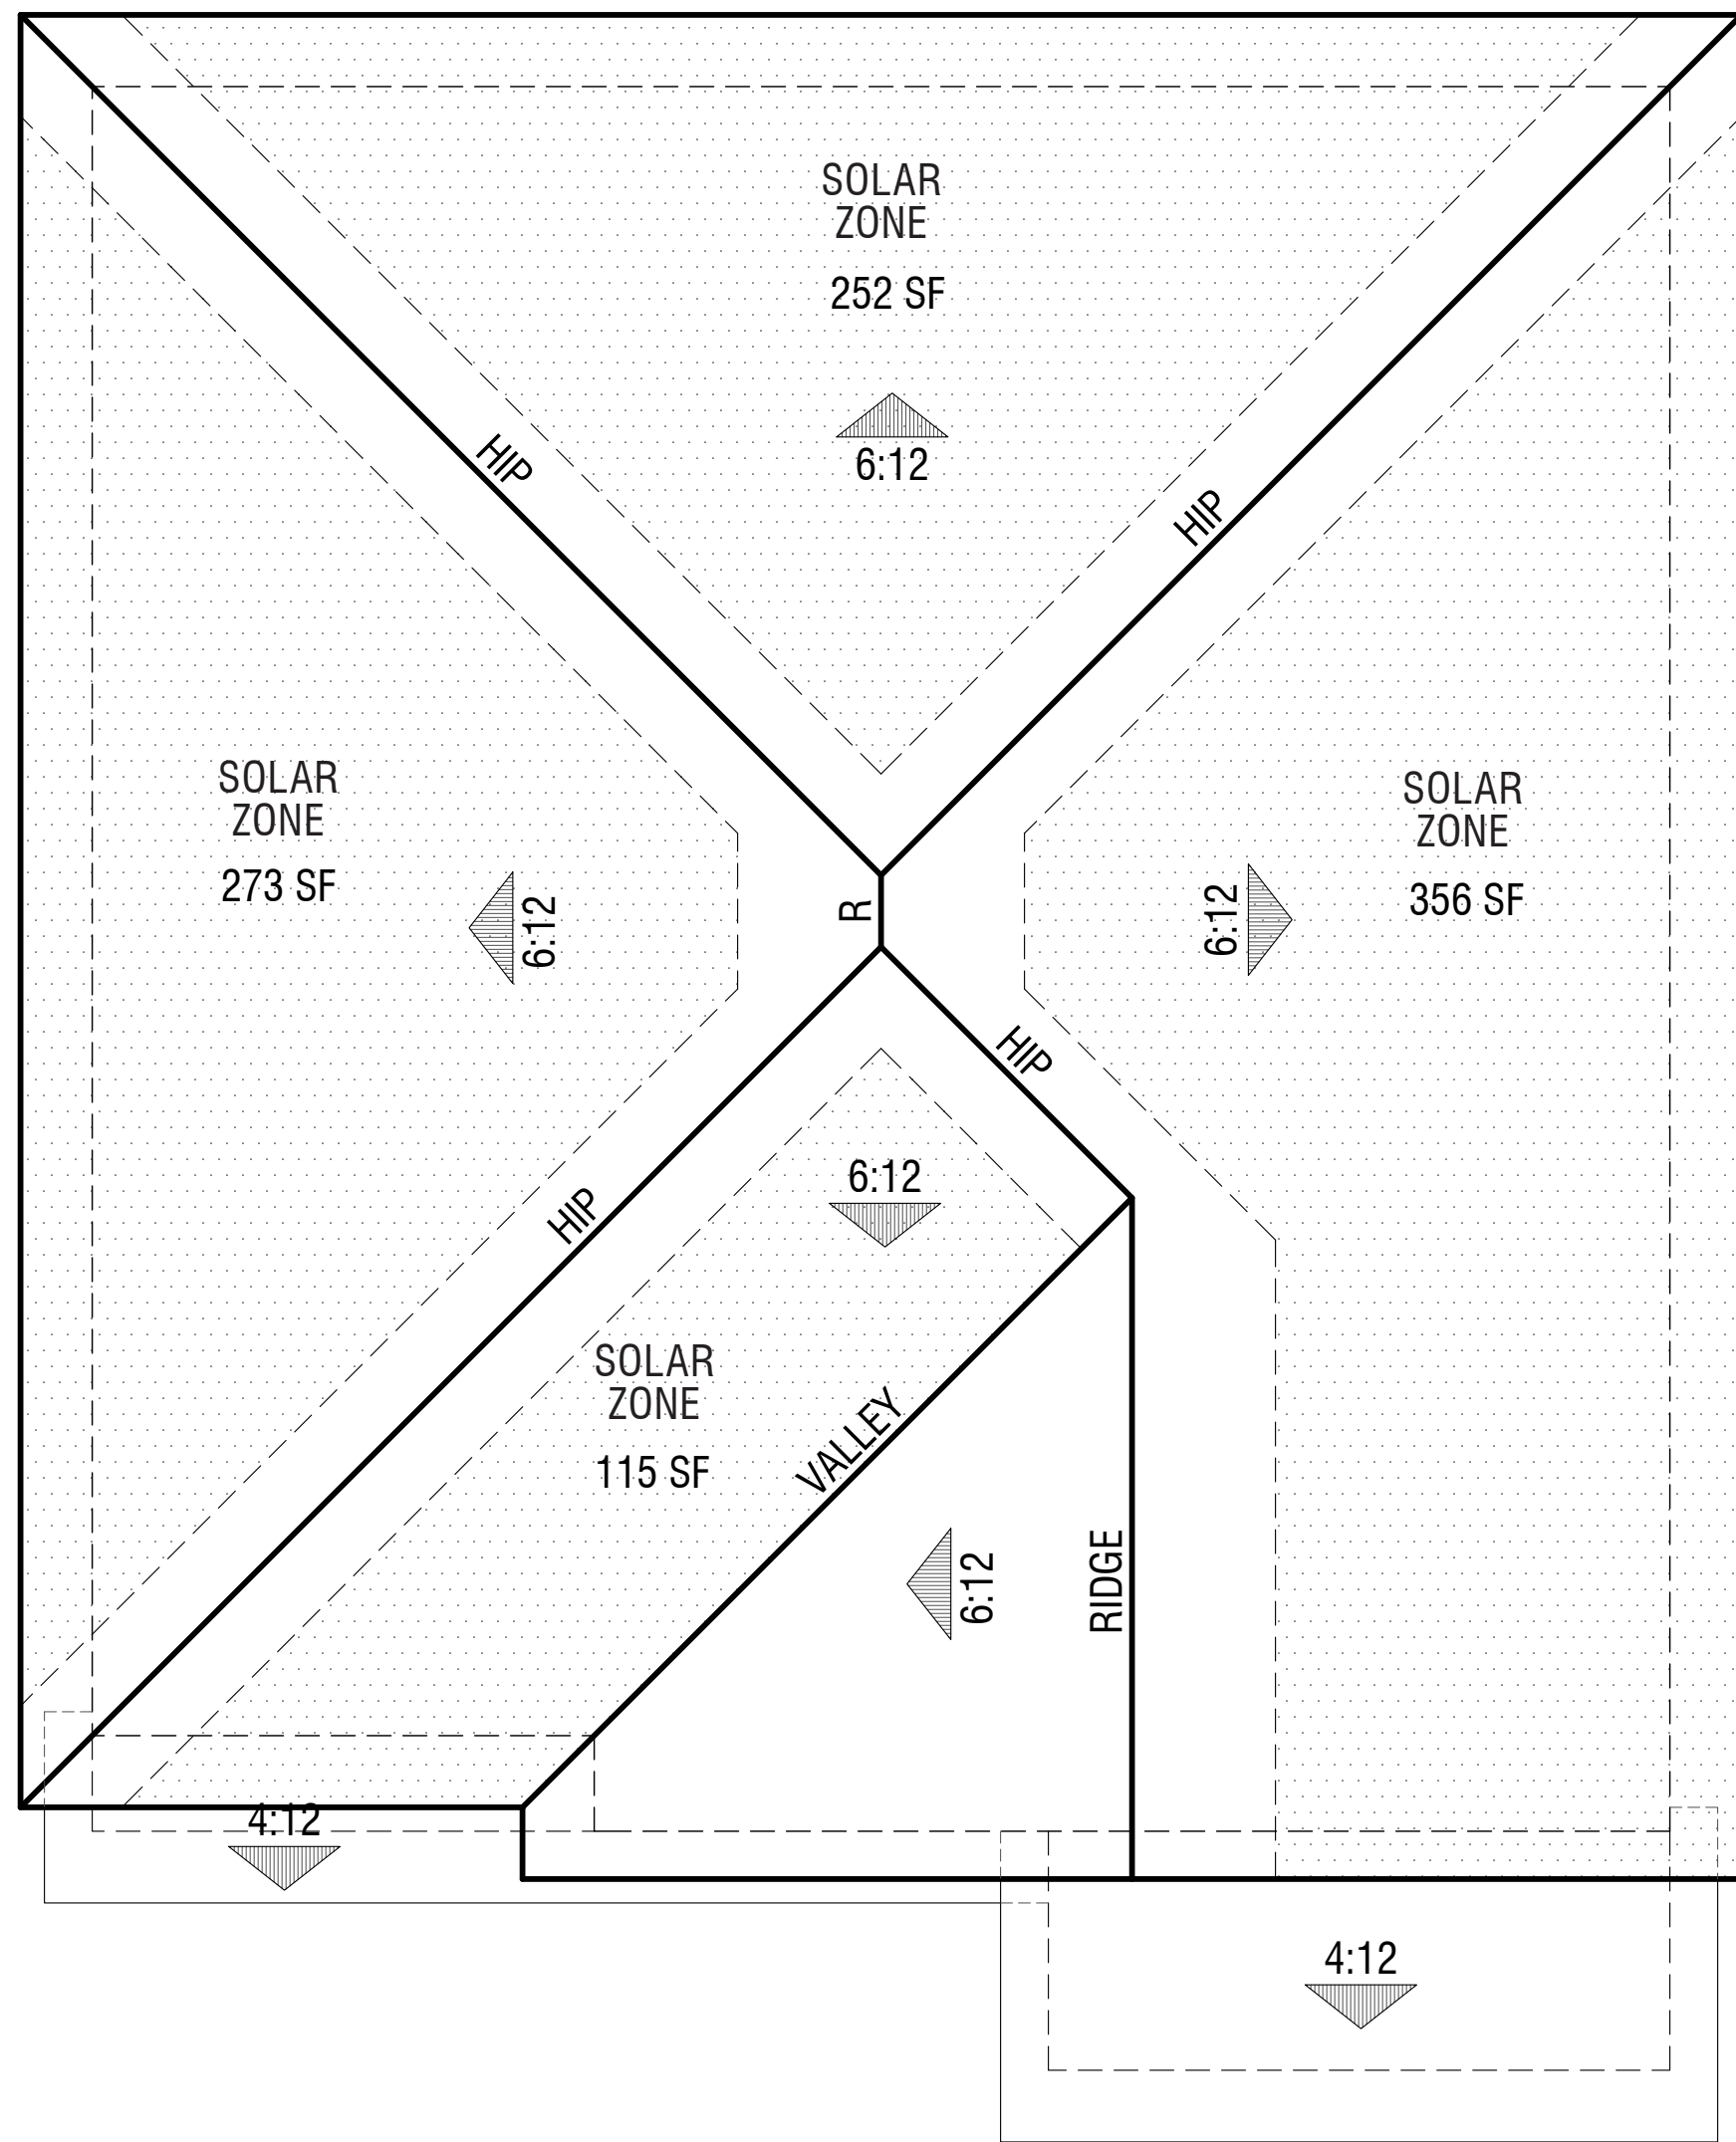 SOLAR
ZONE
252 SF
6:12
HIP
HIP
SOLAR
ZONE
273 SF
6:12
R
6:12
SOLAR
ZONE
356 SF
HIP
6:12
HIP
SOLAR
ZONE
115 SF
VALLEY
6:12
RIDGE
4:12
4:12